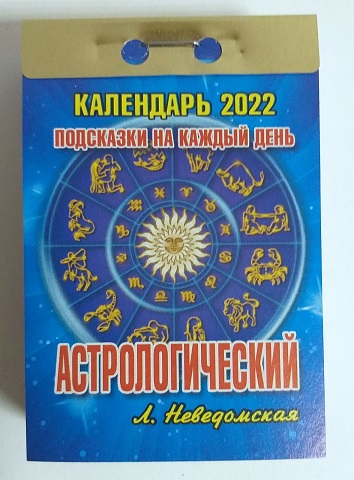 КАЛЕНДАРЬ 2022
ПОДСКАЗКИ НА КАЖДЫЙ ДЕНЬ
АСТРОЛОГИЧЕСКИЙ
Л. Неведомская